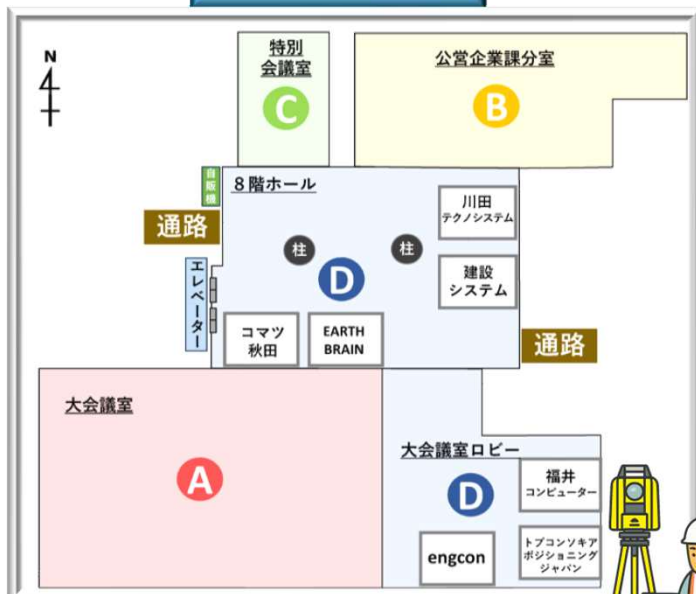 N
特別
会議室
C
公営企業課分室
B
自販機
8階ホール
通路
川田
テクノシステム
柱
柱
D
建設
システム
エレベーター
コマツ
秋田
EARTH
BRAIN
通路
大会議室
A
大会議室ロビー
D
福井
コンピューター
engcon
トプコンソキア
ポジショニング
ジャパン